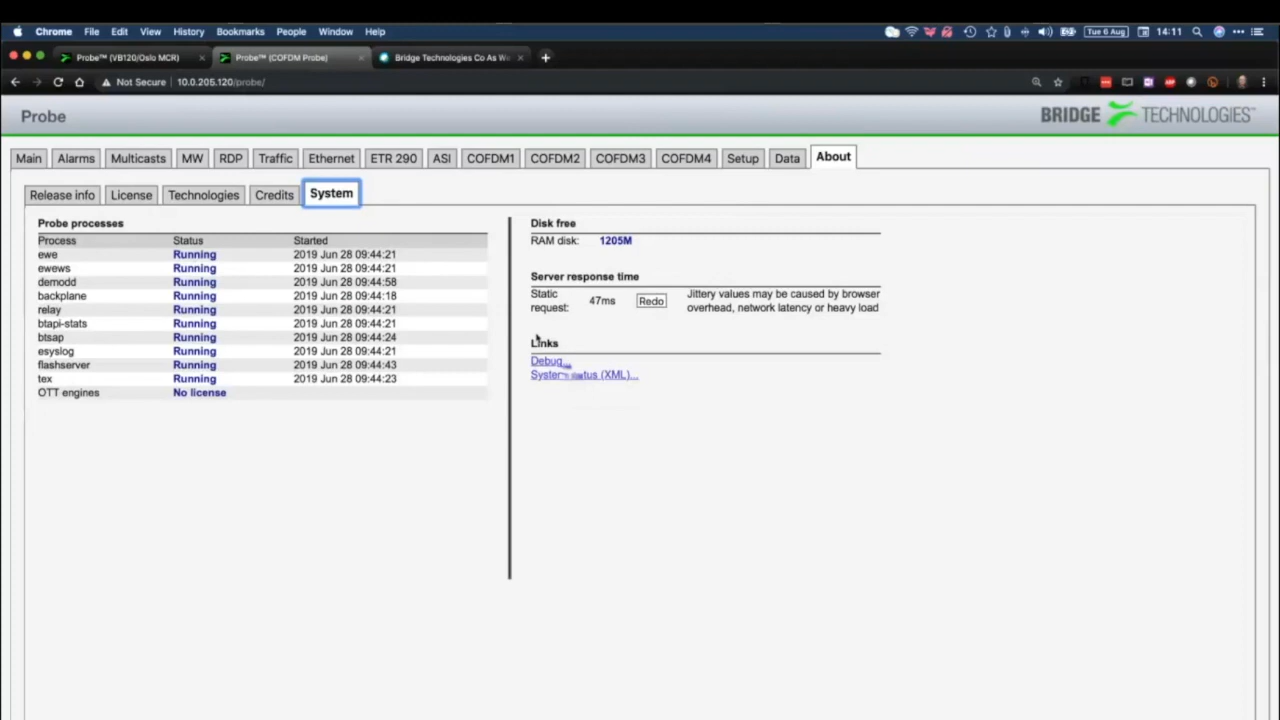 Chrome File Edit View History Bookmarks People Window Help Tue 6 Aug 14:11
Probe™ (VB120/Oslo MCR) Probe™ (COFDM Probe) Bridge Technologies Co As We
Not Secure 10.0.205.120/probe/
Probe BRIDGE TECHNOLOGIES™
Main Alarms Multicasts MW RDP Traffic Ethernet ETR 290 ASI COFDM1 COFDM2 COFDM3 COFDM4 Setup Data About
Release info License Technologies Credits System
Probe processes
Process Status Started
ewe Running 2019 Jun 28 09:44:21
ewews Running 2019 Jun 28 09:44:21
demodd Running 2019 Jun 28 09:44:58
backplane Running 2019 Jun 28 09:44:18
relay Running 2019 Jun 28 09:44:21
btapi-stats Running 2019 Jun 28 09:44:21
btsap Running 2019 Jun 28 09:44:24
esyslog Running 2019 Jun 28 09:44:21
flashserver Running 2019 Jun 28 09:44:43
tex Running 2019 Jun 28 09:44:23
OTT engines No license
Disk free
RAM disk: 1205M
Server response time
Static request: 47ms Redo
Jittery values may be caused by browser
overhead, network latency or heavy load
Links
Debug...
(XML)...